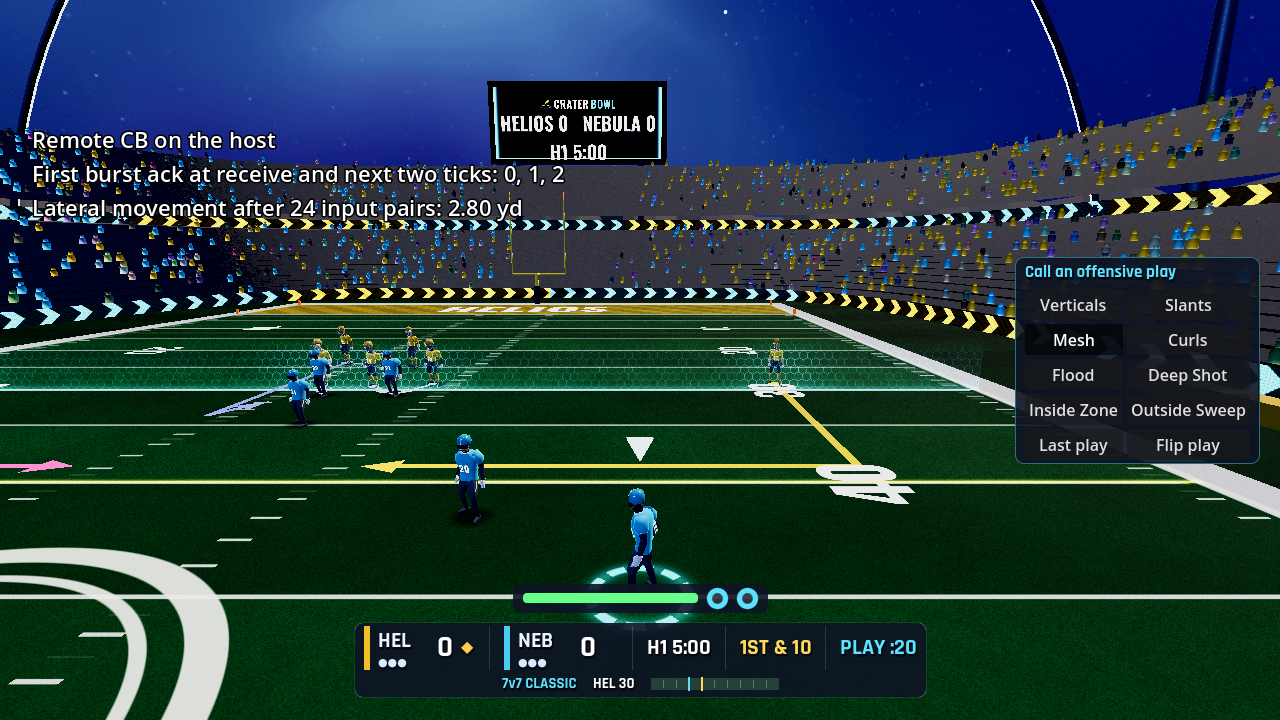 CRATER BOWL
HELIOS 0 NEBULA 0
H1 5:00
Remote CB on the host
First burst ack at receive and next two ticks: 0, 1, 2
Lateral movement after 24 input pairs: 2.80 yd
HELIOS
Call an offensive play
Verticals Slants
Mesh Curls
Flood Deep Shot
Inside Zone Outside Sweep
Last play Flip play
20
HEL 0 NEB 0 H1 5:00 1ST & 10 PLAY :20
7v7 CLASSIC HEL 30